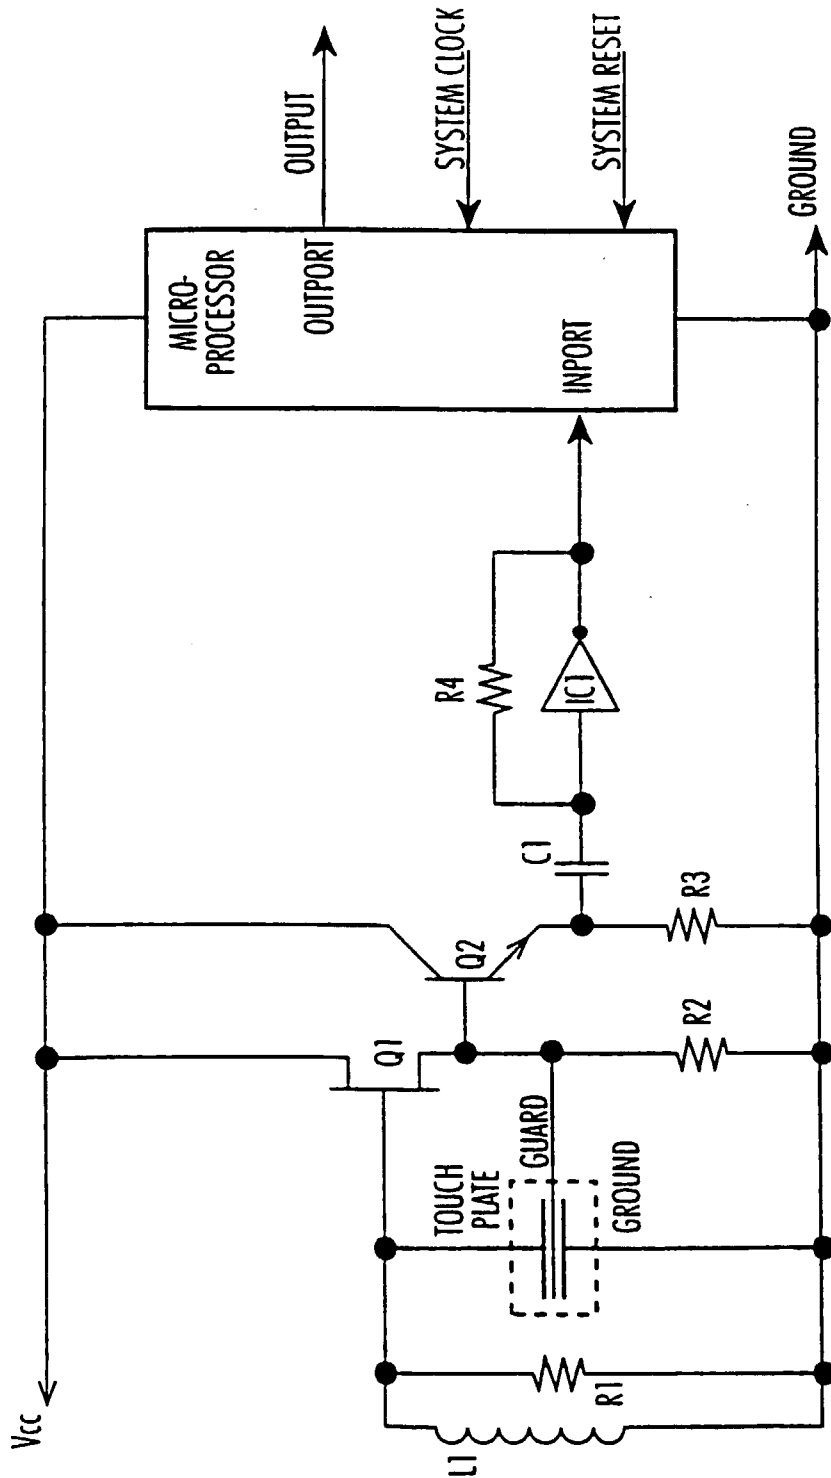 Vcc
L1
R1
TOUCH
PLATE
GUARD
GROUND
Q1
R2
Q2
R3
C1
R4
IC1
MICRO-
PROCESSOR
OUTPORT
INPORT
OUTPUT
SYSTEM CLOCK
SYSTEM RESET
GROUND